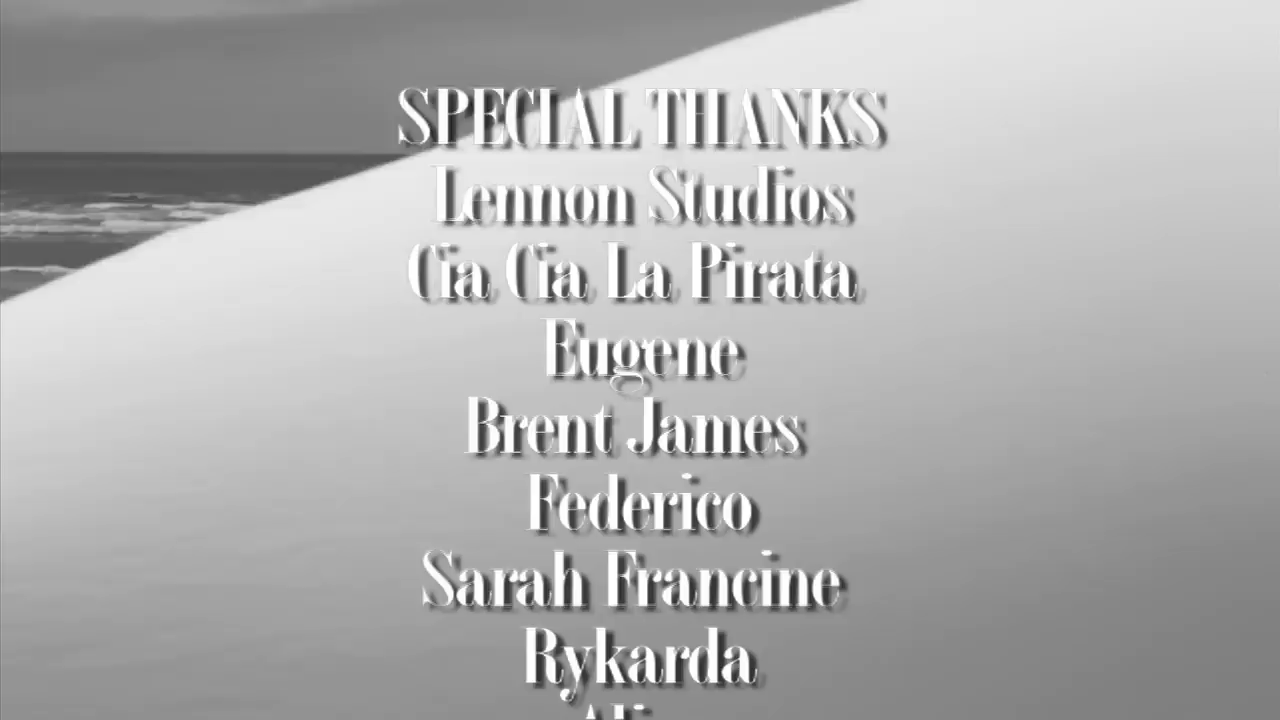 SPECIAL THANKS
Lennon Studios
Cia Cia La Pirata
Eugene
Brent James
Federico
Sarah Francine
Rykarda